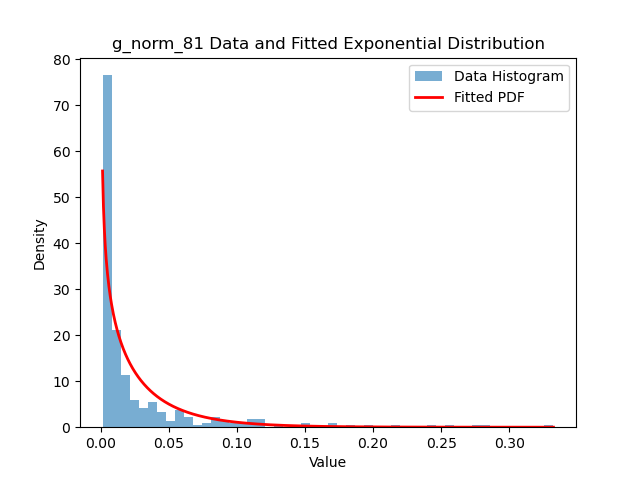 g_norm_81 Data and Fitted Exponential Distribution
Data Histogram
Fitted PDF
80
70
60
50
40
30
20
10
0
Density
0.00 0.05 0.10 0.15 0.20 0.25 0.30
Value